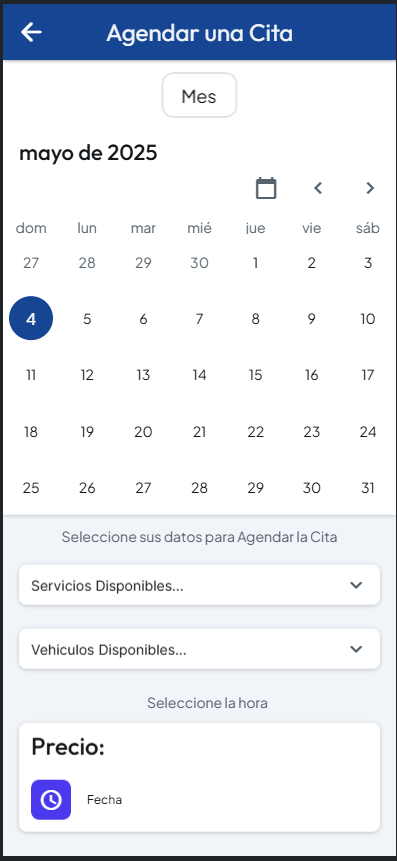 Agendar una Cita
Mes
mayo de 2025
dom lun mar mié jue vie sáb
27 28 29 30 1 2 3
4 5 6 7 8 9 10
11 12 13 14 15 16 17
18 19 20 21 22 23 24
25 26 27 28 29 30 31
Seleccione sus datos para Agendar la Cita
Servicios Disponibles...
Vehiculos Disponibles...
Seleccione la hora
Precio:
Fecha